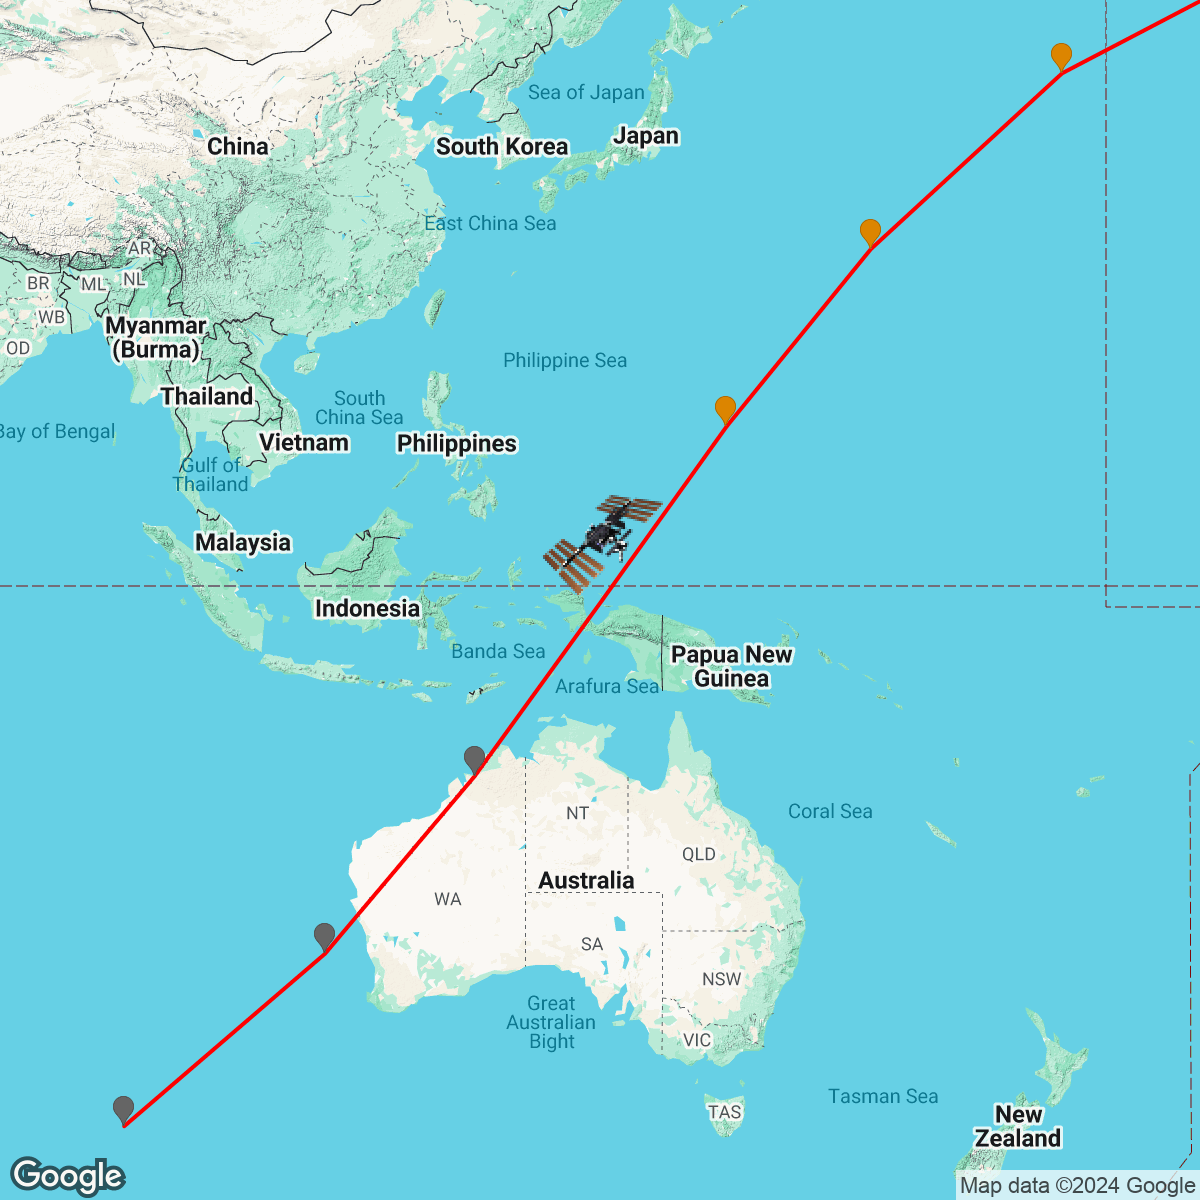 Sea of Japan
Japan
China
South Korea
East China Sea
AR
BR
ML
NL
WB
Myanmar
(Burma)
OD
Philippine Sea
Thailand
South
China Sea
Bay of Bengal
Vietnam
Philippines
Gulf of
Thailand
Malaysia
Indonesia
Banda Sea
Papua New
Guinea
Arafura Sea
NT
Coral Sea
QLD
Australia
WA
SA
NSW
Great
Australian
Bight
VIC
Tasman Sea
TAS
New
Zealand
Google
Map data ©2024 Google